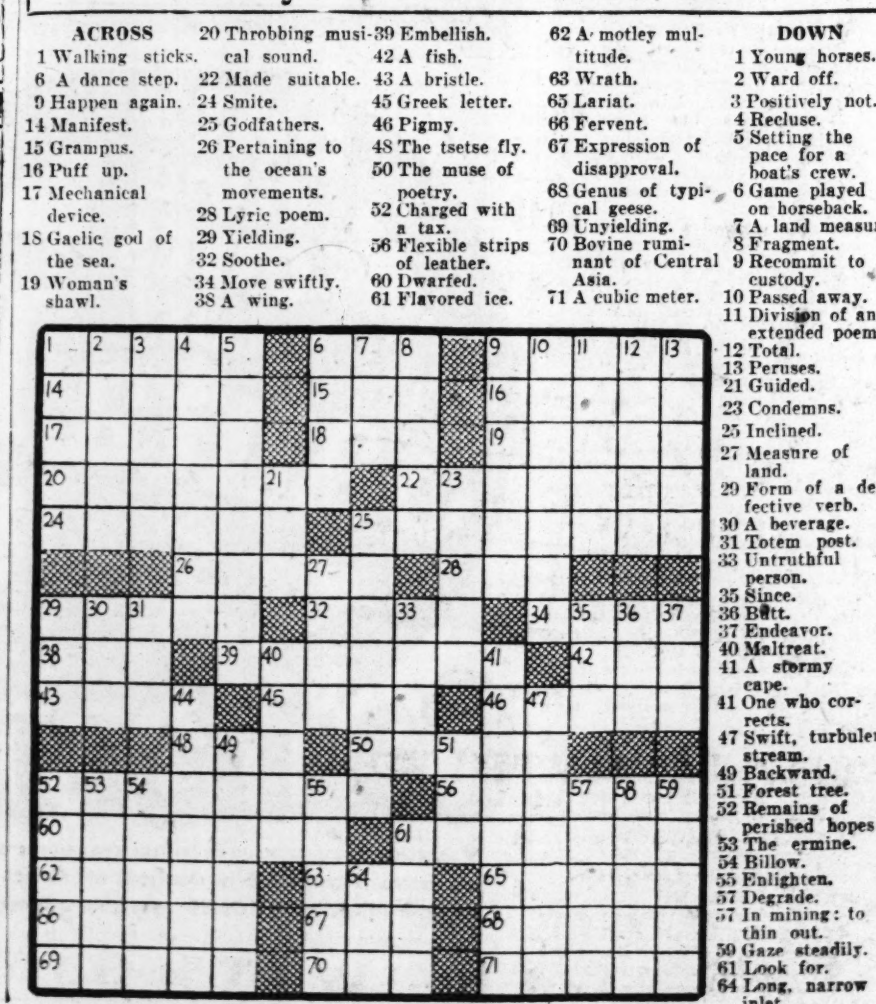 ACROSS
1 Walking sticks.
6 A dance step.
9 Happen again.
14 Manifest.
15 Grampus.
16 Puff up.
17 Mechanical
device.
18 Gaelic god of
the sea.
19 Woman's
shawl.
20 Throbbing musi-
cal sound.
22 Made suitable.
24 Smite.
25 Godfathers.
26 Pertaining to
the ocean's
movements.
28 Lyric poem.
29 Yielding.
32 Soothe.
34 Move swiftly.
38 A wing.
39 Embellish.
42 A fish.
43 A bristle.
45 Greek letter.
46 Pigmy.
48 The tsetse fly.
50 The muse of
poetry.
52 Charged with
a tax.
56 Flexible strips
of leather.
60 Dwarfed.
61 Flavored ice.
62 A motley mul-
titude.
63 Wrath.
65 Lariat.
66 Fervent.
67 Expression of
disapproval.
68 Genus of typi-
cal geese.
69 Unyielding.
70 Bovine rumi-
nant of Central
Asia.
71 A cubic meter.
DOWN
1 Young horses.
2 Ward off.
3 Positively not.
4 Recluse.
5 Setting the
pace for a
boat's crew.
6 Game played
on horseback.
7 A land measu
8 Fragment.
9 Recommit to
custody.
10 Passed away.
11 Division of an
extended poem
12 Total.
13 Peruses.
21 Guided.
23 Condemns.
25 Inclined.
27 Measure of
land.
29 Form of a de
fective verb.
30 A beverage.
31 Totem post.
33 Untruthful
person.
35 Since.
36 Butt.
37 Endeavor.
40 Maltreat.
41 A stormy
cape.
41 One who cor-
rects.
47 Swift, turbule
stream.
49 Backward.
51 Forest tree.
52 Remains of
perished hopes
53 The ermine.
54 Billow.
55 Enlighten.
57 Degrade.
57 In mining: to
thin out.
59 Gaze steadily.
61 Look for.
64 Long, narrow
inlet
1 2 3 4 5 6 7 8 9 10 11 12 13
14 15 16
17 18 19
20 21 22 23
24 25
26 27 28
29 30 31 32 33 34 35 36 37
38 39 40 41 42
43 44 45 46 47
48 49 50 51
52 53 54 55 56 57 58 59
60 61
62 63 64 65
66 67 68
69 70 71